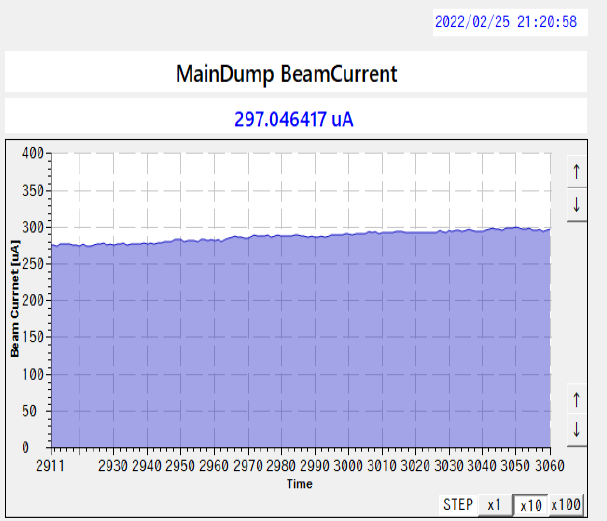 2022/02/25 21:20:58
MainDump BeamCurrent
297.046417 uA
400
350
300
250
200
150
100
50
0
Beam Currnet [uA]
2911 2930 2940 2950 2960 2970 2980 2990 3000 3010 3020 3030 3040 3050 3060
Time
↑
↓
↑
↓
STEP x1 x10 x100